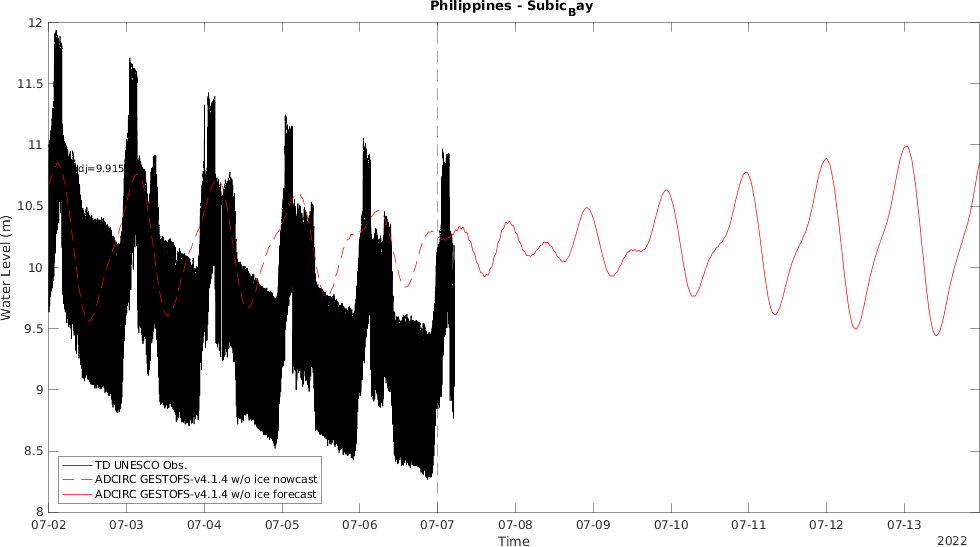 Philippines - Subic_Bay
12
11.5
11
10.5
10
9.5
9
8.5
8
Water Level (m)
dj=9.915
TD UNESCO Obs.
ADCIRC GESTOFS-v4.1.4 w/o ice nowcast
ADCIRC GESTOFS-v4.1.4 w/o ice forecast
07-02 07-03 07-04 07-05 07-06 07-07 07-08 07-09 07-10 07-11 07-12 07-13
Time
2022